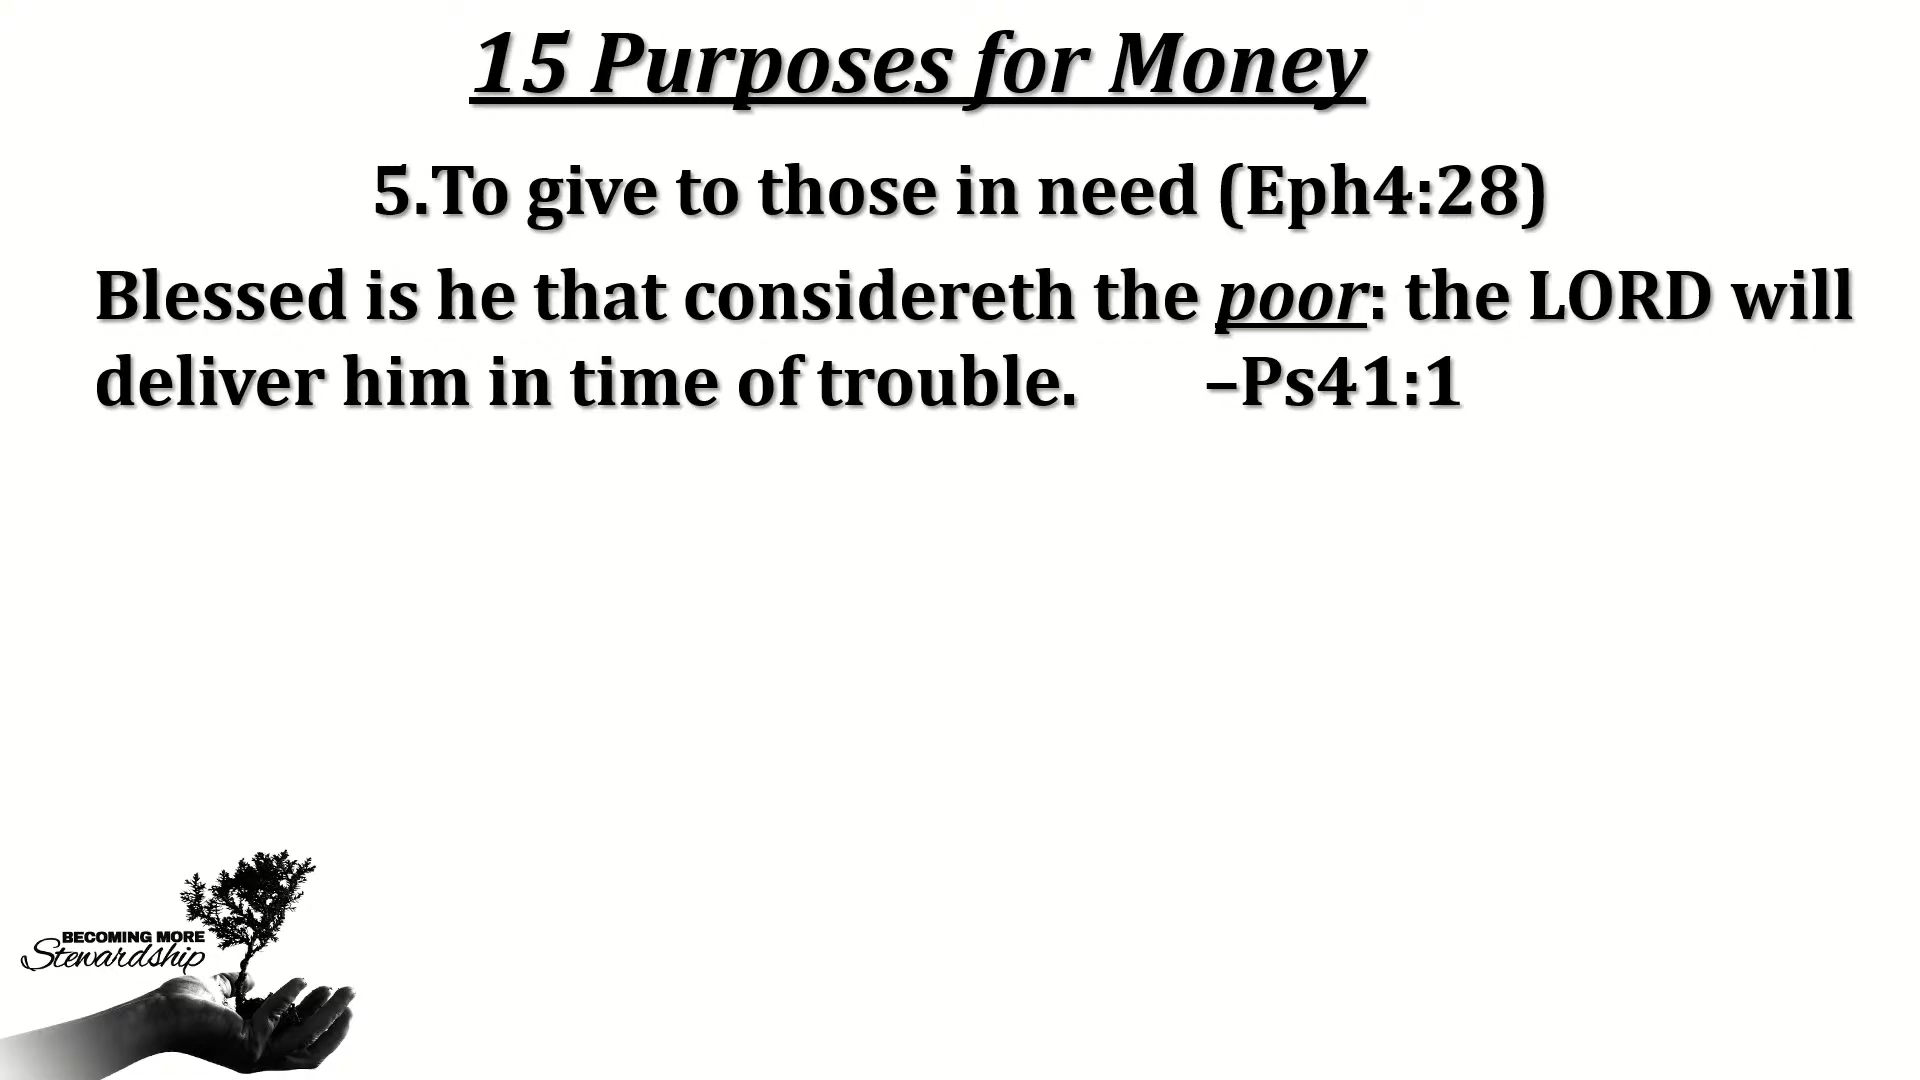 15 Purposes for Money
5.To give to those in need (Eph4:28)
Blessed is he that considereth the poor: the LORD will
deliver him in time of trouble. –Ps41:1
BECOMING MORE
Stewardship